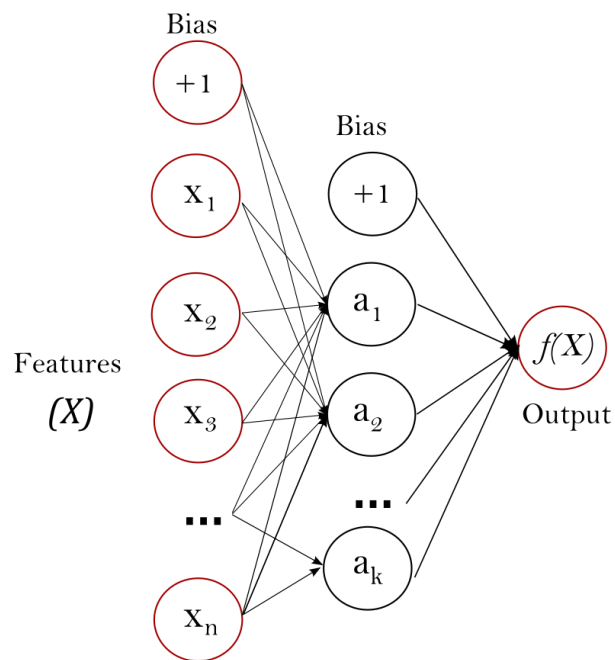 Bias
+1
x₁
x₂
x₃
...
xₙ
Features
(X)
Bias
+1
a₁
a₂
...
aₖ
f(X)
Output